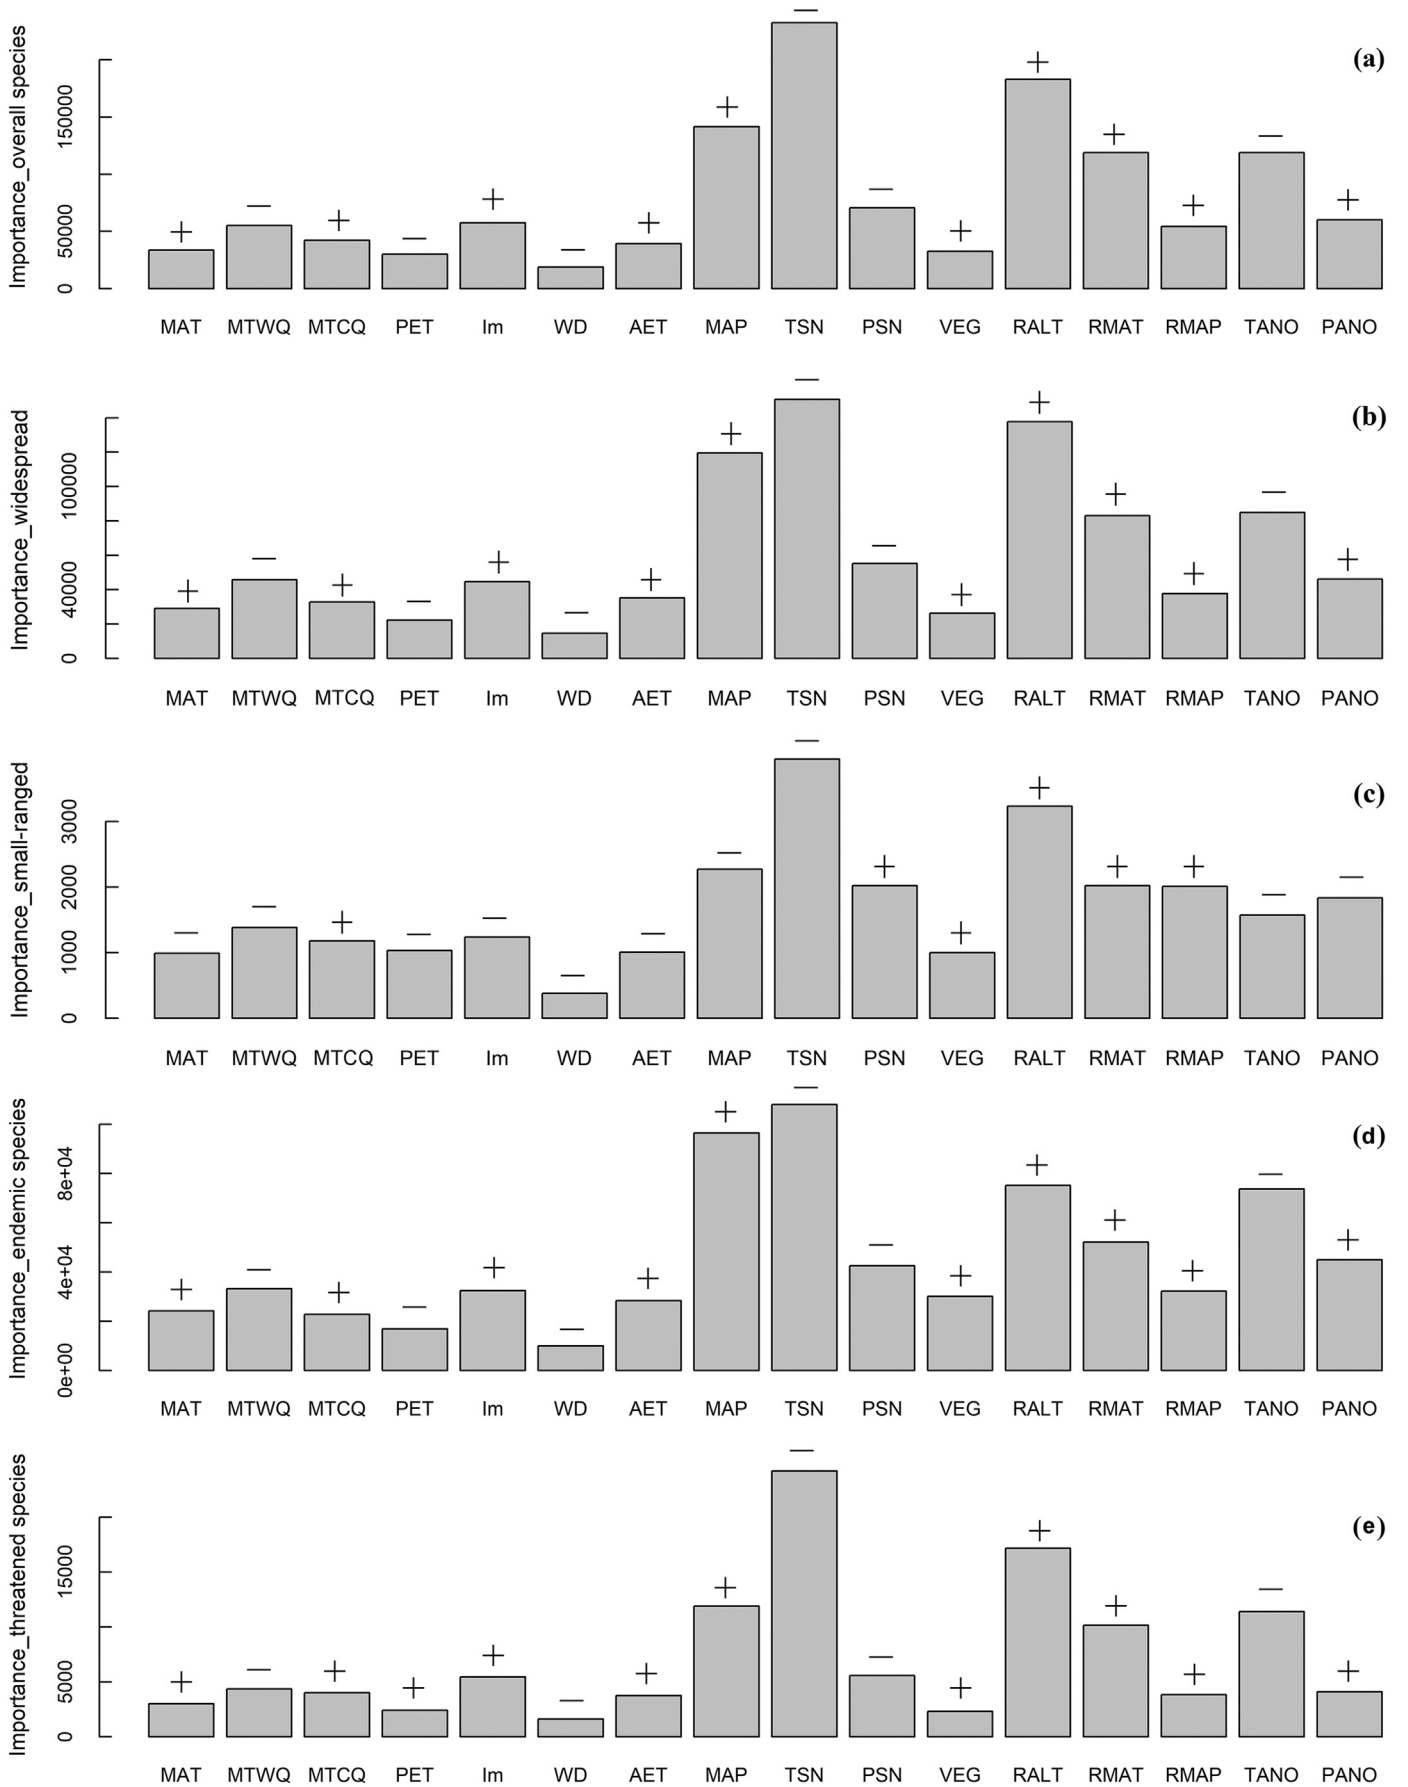 (a)
Importance_overall species
0 50000 150000
MAT MTWQ MTCQ PET Im WD AET MAP TSN PSN VEG RALT RMAT RMAP TANO PANO
(b)
Importance_widespread
0 40000 100000
MAT MTWQ MTCQ PET Im WD AET MAP TSN PSN VEG RALT RMAT RMAP TANO PANO
(c)
Importance_small-ranged
0 1000 2000 3000
MAT MTWQ MTCQ PET Im WD AET MAP TSN PSN VEG RALT RMAT RMAP TANO PANO
(d)
Importance_endemic species
0e+00 4e+04 8e+04
MAT MTWQ MTCQ PET Im WD AET MAP TSN PSN VEG RALT RMAT RMAP TANO PANO
(e)
Importance_threatened species
0 5000 15000
MAT MTWQ MTCQ PET Im WD AET MAP TSN PSN VEG RALT RMAT RMAP TANO PANO